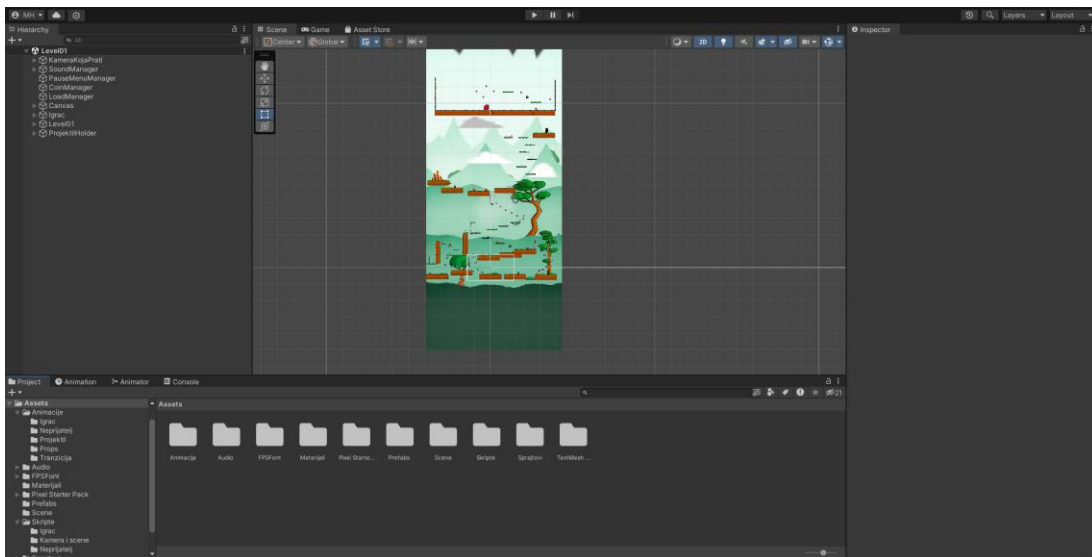 MH
Layers
Layout
Hierarchy
All
Level01
KameraKojaPrati
SoundManager
PauseMenuManager
CoinManager
LoadManager
Canvas
Igrac
Level01
ProjektilHolder
Scene Game Asset Store
Center Global
2D
Inspector
Project Animation Animator Console
21
Assets
Animacije
Igrac
Neprijatelj
Projektil
Props
Tranzicija
Audio
FPSFont
Materijali
Pixel Starter Pack
Prefabs
Scene
Skripte
Igrac
Kamera i scene
Neprijatelj
Assets
Animacije Audio FPSFont Materijali Pixel Starte... Prefabs Scene Skripte Sprajtovi TextMesh ...